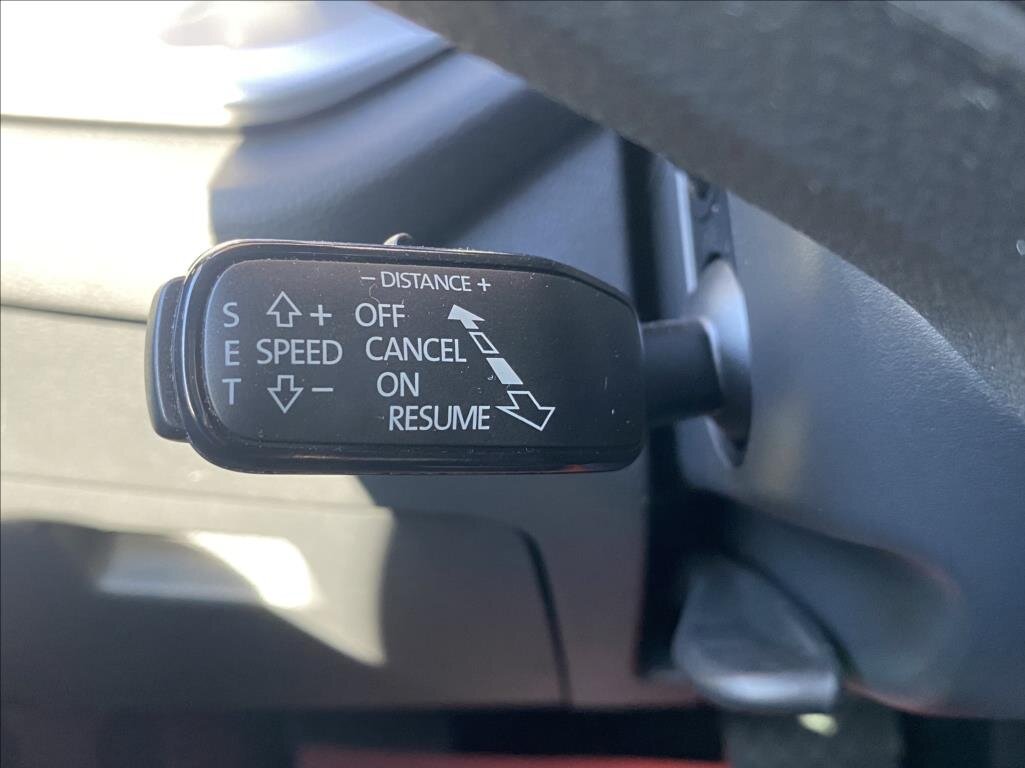 – DISTANCE +
S + OFF
E SPEED CANCEL
T – ON
RESUME